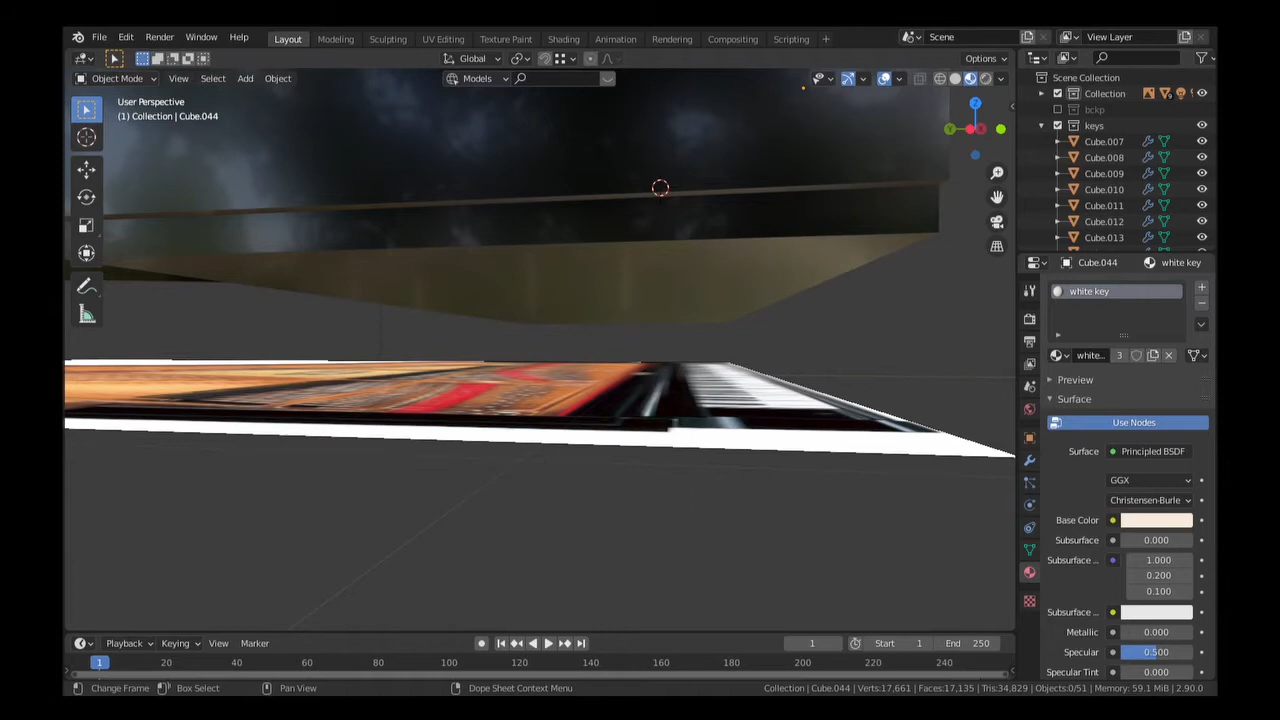 File Edit Render Window Help Layout Modeling Sculpting UV Editing Texture Paint Shading Animation Rendering Compositing Scripting + Scene View Layer
Global Options
Object Mode View Select Add Object Models
User Perspective
(1) Collection | Cube.044
Scene Collection
Collection
bckp
keys
Cube.007
Cube.008
Cube.009
Cube.010
Cube.011
Cube.012
Cube.013
Cube.044 white key
white key
white... 3
Preview
Surface
Use Nodes
Surface Principled BSDF
GGX
Christensen-Burle
Base Color
Subsurface 0.000
Subsurface .. 1.000
0.200
0.100
Subsurface ..
Metallic 0.000
Specular 0.500
Specular Tint 0.000
Playback Keying View Marker 1 Start 1 End 250
1 20 40 60 80 100 120 140 160 180 200 220 240
Change Frame Box Select Pan View Dope Sheet Context Menu Collection | Cube.044 | Verts:17,661 | Faces:17,135 | Tris:34,829 | Objects:0/51 | Memory: 59.1 MiB | 2.90.0